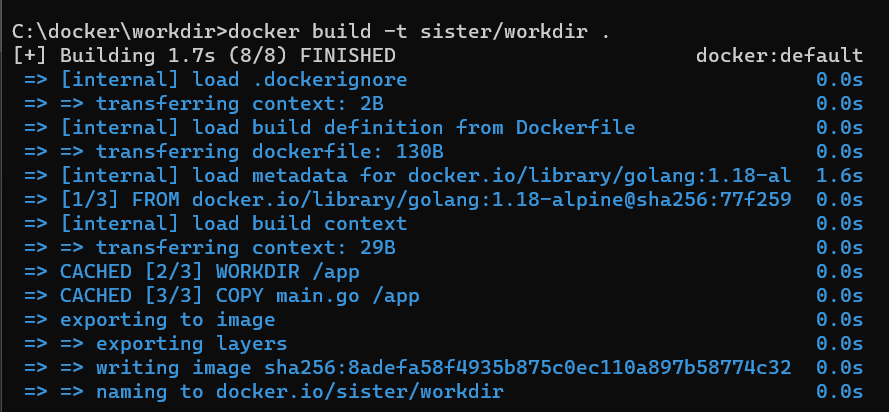 C:\docker\workdir>docker build -t sister/workdir .
[+] Building 1.7s (8/8) FINISHED docker:default
=> [internal] load .dockerignore 0.0s
=> => transferring context: 2B 0.0s
=> [internal] load build definition from Dockerfile 0.0s
=> => transferring dockerfile: 130B 0.0s
=> [internal] load metadata for docker.io/library/golang:1.18-al 1.6s
=> [1/3] FROM docker.io/library/golang:1.18-alpine@sha256:77f259 0.0s
=> [internal] load build context 0.0s
=> => transferring context: 29B 0.0s
=> CACHED [2/3] WORKDIR /app 0.0s
=> CACHED [3/3] COPY main.go /app 0.0s
=> exporting to image 0.0s
=> => exporting layers 0.0s
=> => writing image sha256:8adefa58f4935b875c0ec110a897b58774c32 0.0s
=> => naming to docker.io/sister/workdir 0.0s